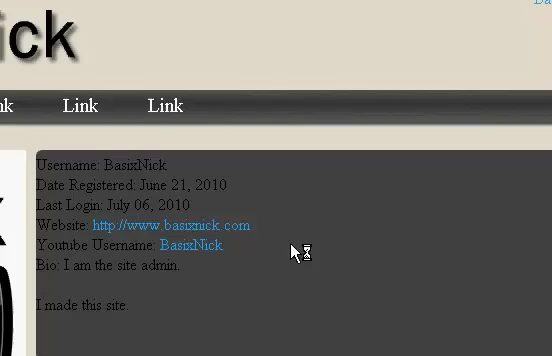 ick
nk Link Link
Username: BasixNick
Date Registered: June 21, 2010
Last Login: July 06, 2010
Website: http://www.basixnick.com
Youtube Username: BasixNick
Bio: I am the site admin.
I made this site.